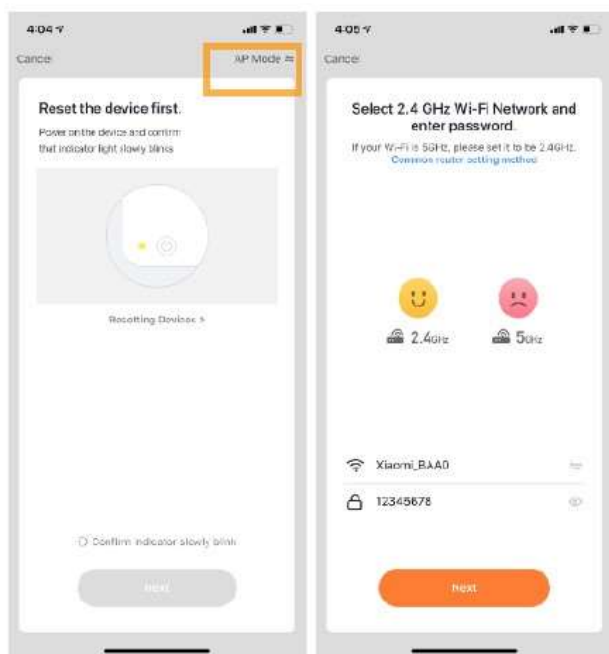 4:04
Cancel
AP Mode
Reset the device first.
Power on the device and confirm
that indicator light slowly blinks
Resetting Devices >
Confirm indicator slowly blink
Next
4:05
Cancel
Select 2.4 GHz Wi-Fi Network and
enter password.
If your Wi-Fi is 5GHz, please set it to be 2.4GHz.
Common router setting method
2.4GHz
5GHz
Xiaomi_BAA0
12345678
Next